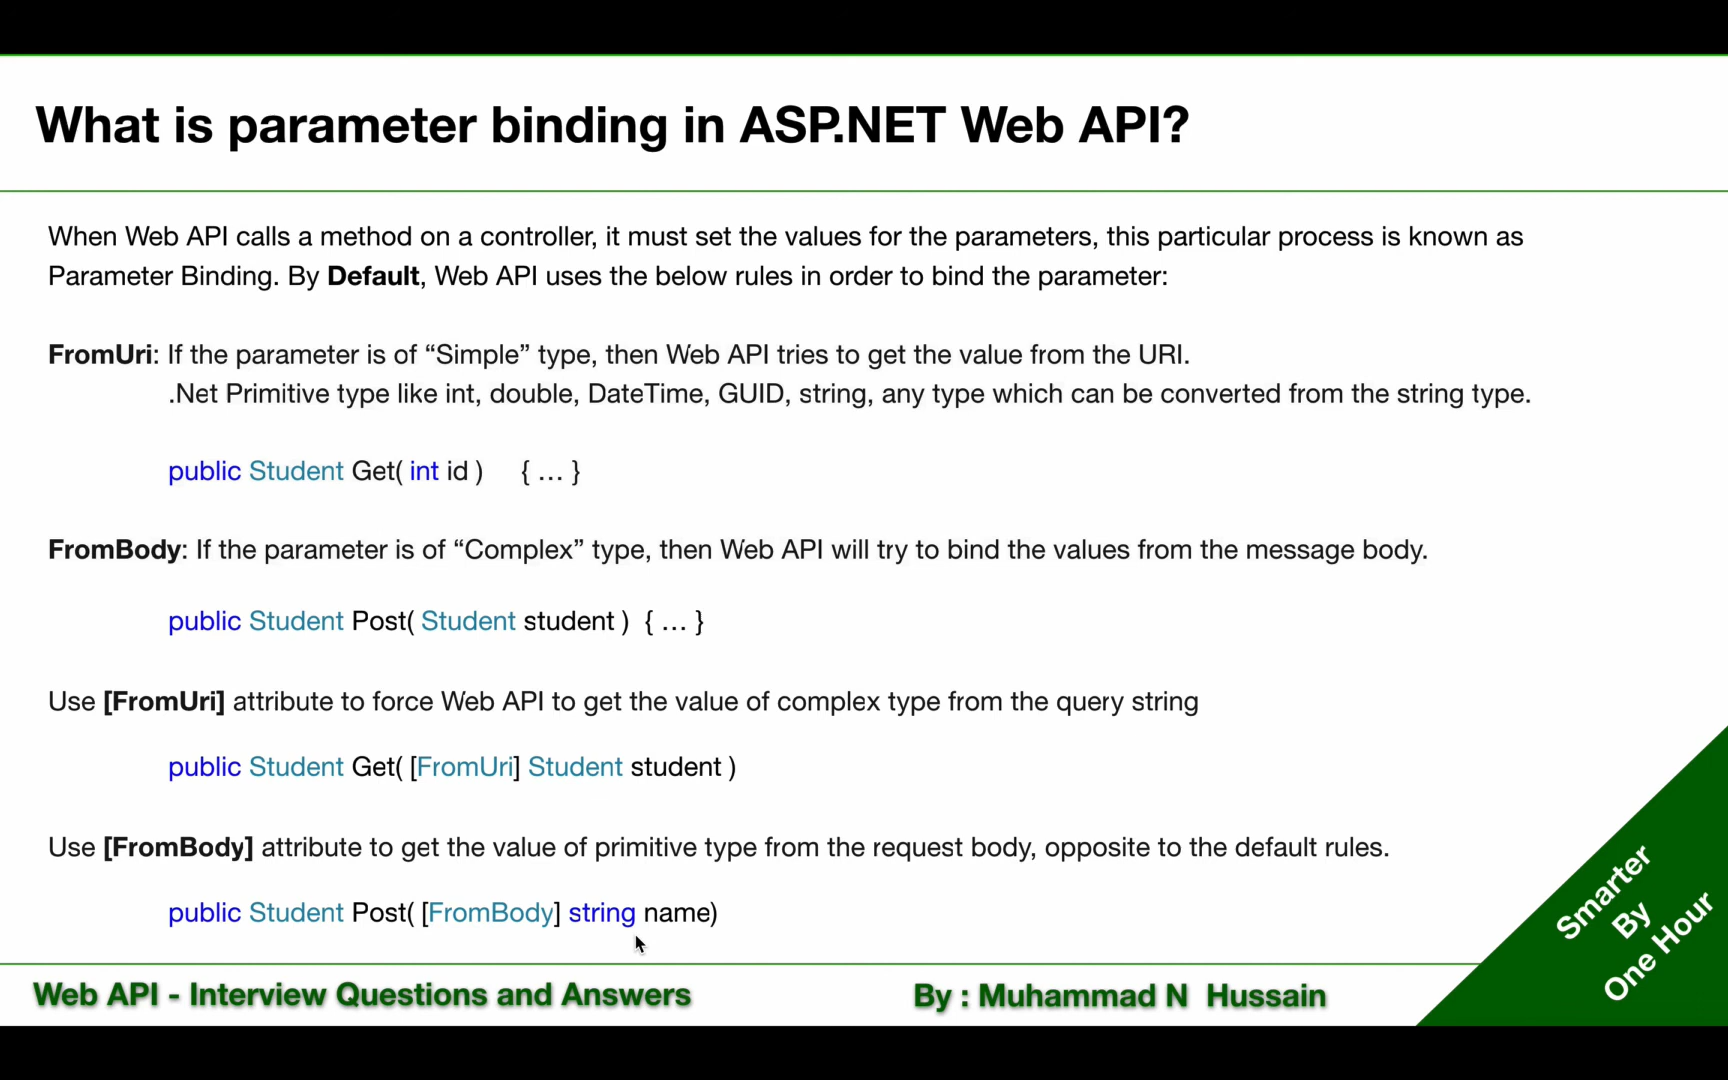 What is parameter binding in ASP.NET Web API?
When Web API calls a method on a controller, it must set the values for the parameters, this particular process is known as
Parameter Binding. By Default, Web API uses the below rules in order to bind the parameter:
FromUri: If the parameter is of “Simple” type, then Web API tries to get the value from the URI.
.Net Primitive type like int, double, DateTime, GUID, string, any type which can be converted from the string type.
public Student Get( int id ) { … }
FromBody: If the parameter is of “Complex” type, then Web API will try to bind the values from the message body.
public Student Post( Student student ) { … }
Use [FromUri] attribute to force Web API to get the value of complex type from the query string
public Student Get( [FromUri] Student student )
Use [FromBody] attribute to get the value of primitive type from the request body, opposite to the default rules.
public Student Post( [FromBody] string name)
Smarter
By
One Hour
Web API - Interview Questions and Answers
By : Muhammad N Hussain